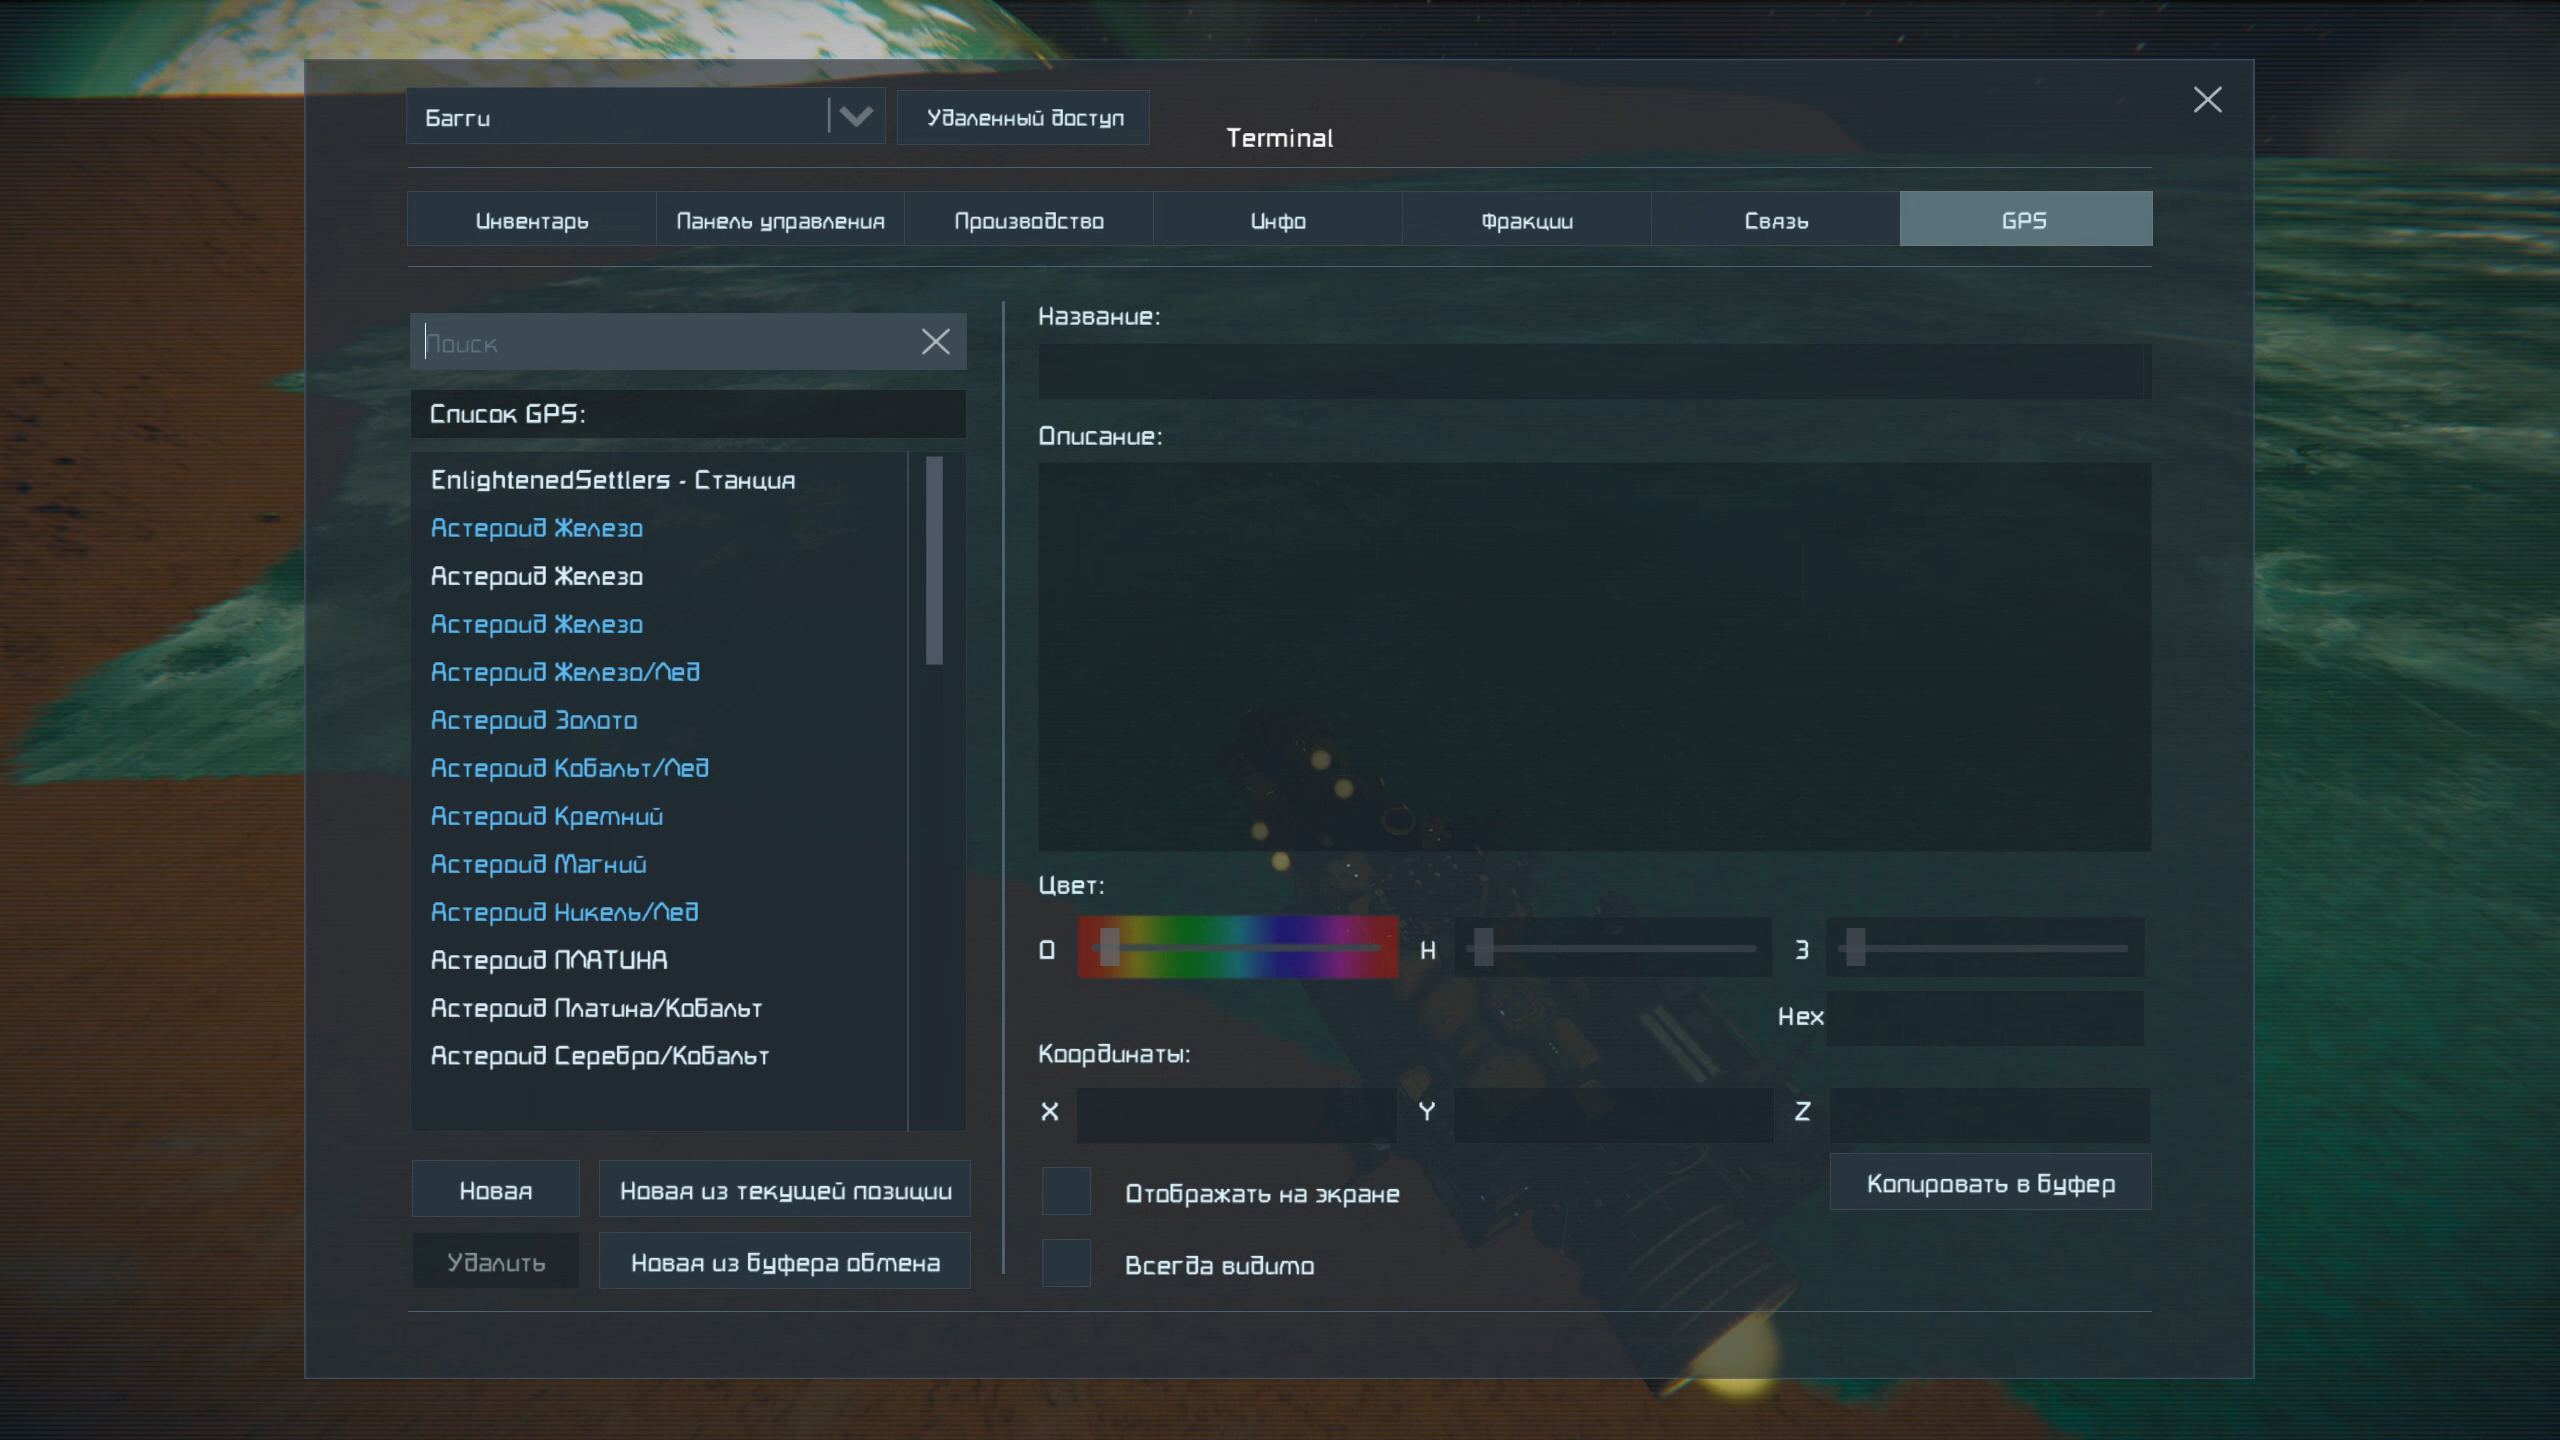 Багги
Удаленный доступ
Terminal
Инвентарь
Панель управления
Производство
Инфо
Фракции
Связь
GPS
Поиск
Список GPS:
EnlightenedSettlers - Станция
Астероид Железо
Астероид Железо
Астероид Железо
Астероид Железо/Лед
Астероид Золото
Астероид Кобальт/Лед
Астероид Кремний
Астероид Магний
Астероид Никель/Лед
Астероид ПЛАТИНА
Астероид Платина/Кобальт
Астероид Серебро/Кобальт
Новая
Новая из текущей позиции
Удалить
Новая из буфера обмена
Название:
Описание:
Цвет:
О
Н
З
Hex
Координаты:
X
Y
Z
Отображать на экране
Копировать в буфер
Всегда видимо